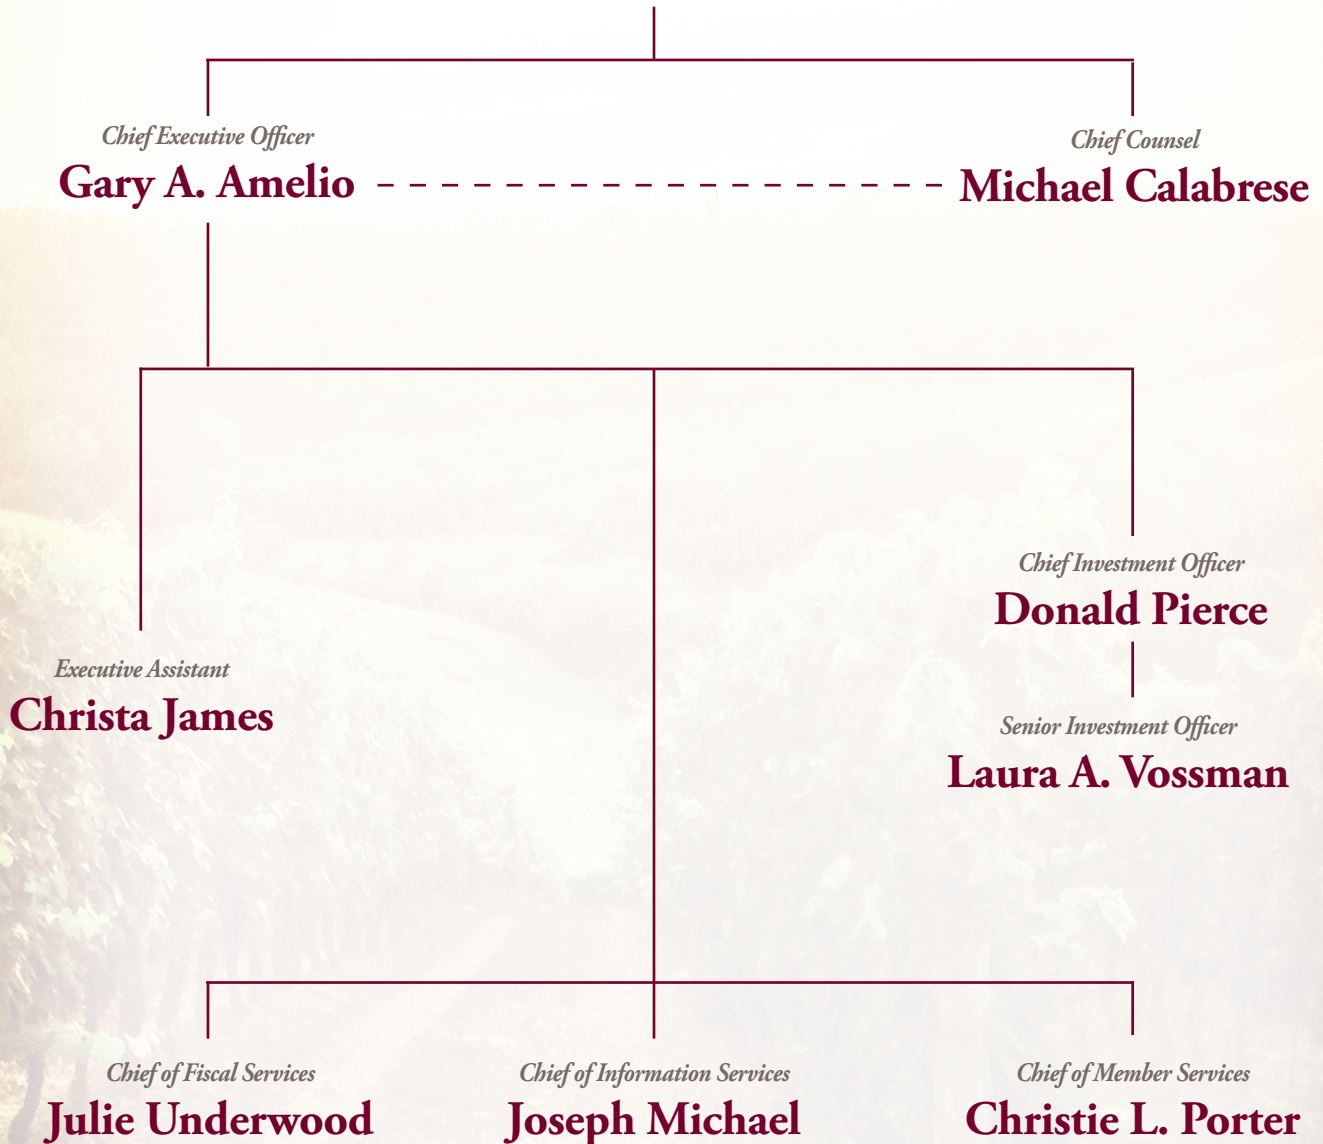 Chief Executive Officer
Gary A. Amelio
Chief Counsel
Michael Calabrese
Executive Assistant
Christa James
Chief Investment Officer
Donald Pierce
Senior Investment Officer
Laura A. Vossman
Chief of Fiscal Services
Julie Underwood
Chief of Information Services
Joseph Michael
Chief of Member Services
Christie L. Porter